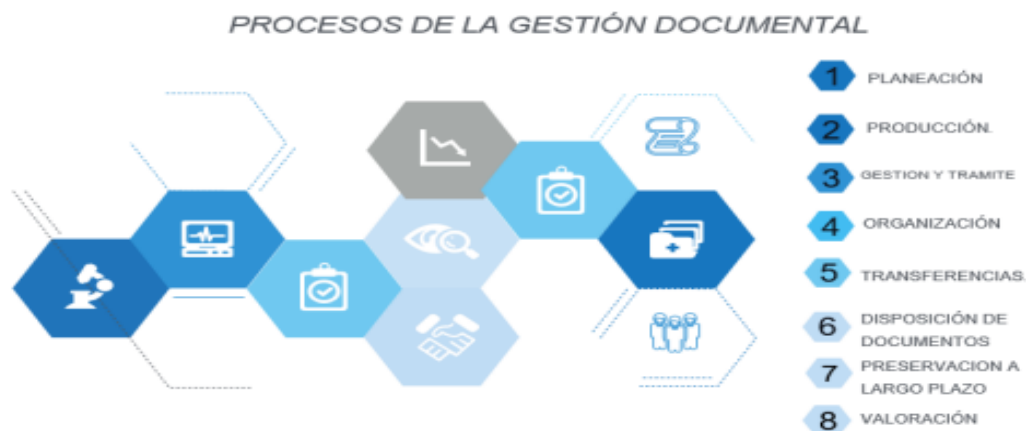 PROCESOS DE LA GESTIÓN DOCUMENTAL
1 PLANEACIÓN
2 PRODUCCIÓN.
3 GESTION Y TRAMITE
4 ORGANIZACIÓN
5 TRANSFERENCIAS.
6 DISPOSICIÓN DE
DOCUMENTOS
7 PRESERVACION A
LARGO PLAZO
8 VALORACIÓN